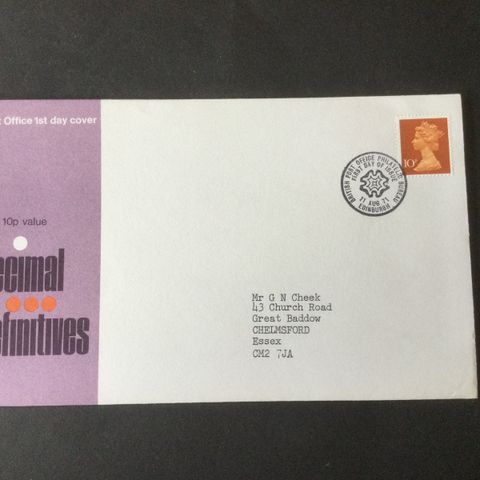 Office 1st day cover
10p value
ecimal
efinitives
10P
BRITISH POST OFFICE PHILATELIC BUREAU
FIRST DAY OF ISSUE
11 AUG 71
EDINBURGH
Mr G N Cheek
43 Church Road
Great Baddow
CHELMSFORD
Essex
CM2 7JA